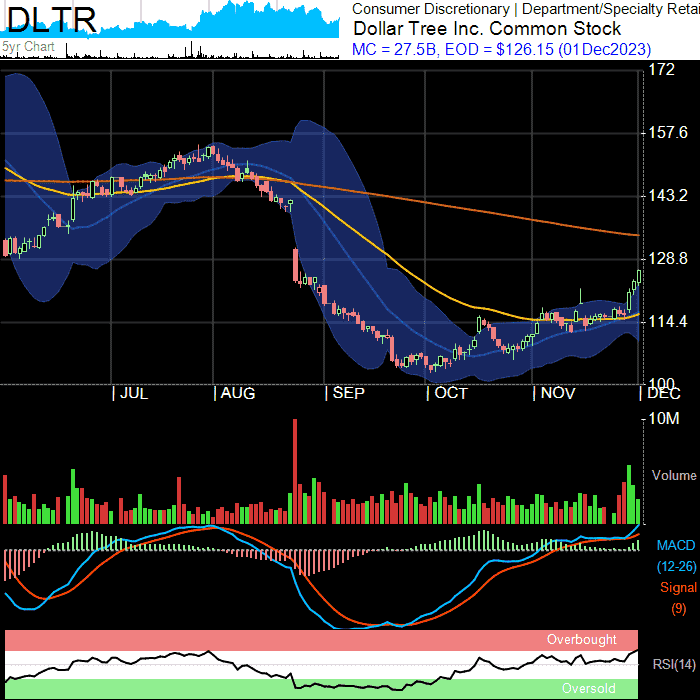 DLTR
5yr Chart
Consumer Discretionary | Department/Specialty Retai
Dollar Tree Inc. Common Stock
MC = 27.5B, EOD = $126.15 (01Dec2023)
172
157.6
143.2
128.8
114.4
100
JUL AUG SEP OCT NOV DEC
10M
Volume
MACD
(12-26)
Signal
(9)
Overbought
RSI(14)
Oversold